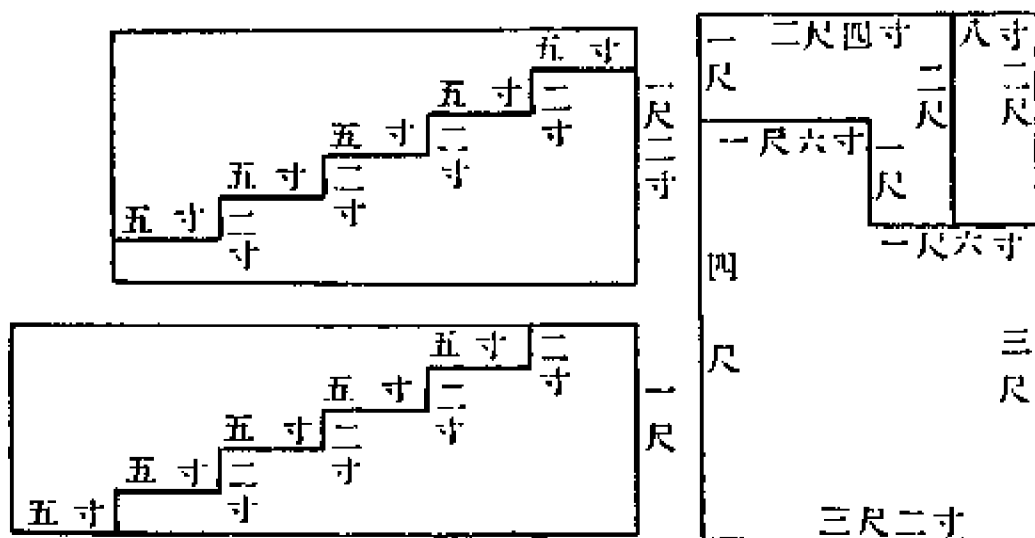 五寸
二寸
五寸
二寸
五寸
二寸
五寸
二寸
五寸
一尺二寸
二寸
五寸
二寸
五寸
二寸
五寸
二寸
五寸
五寸
一尺
一尺
二尺四寸
八寸
二尺
二尺
一尺六寸
一尺
一尺六寸
四尺
三尺
三尺二寸